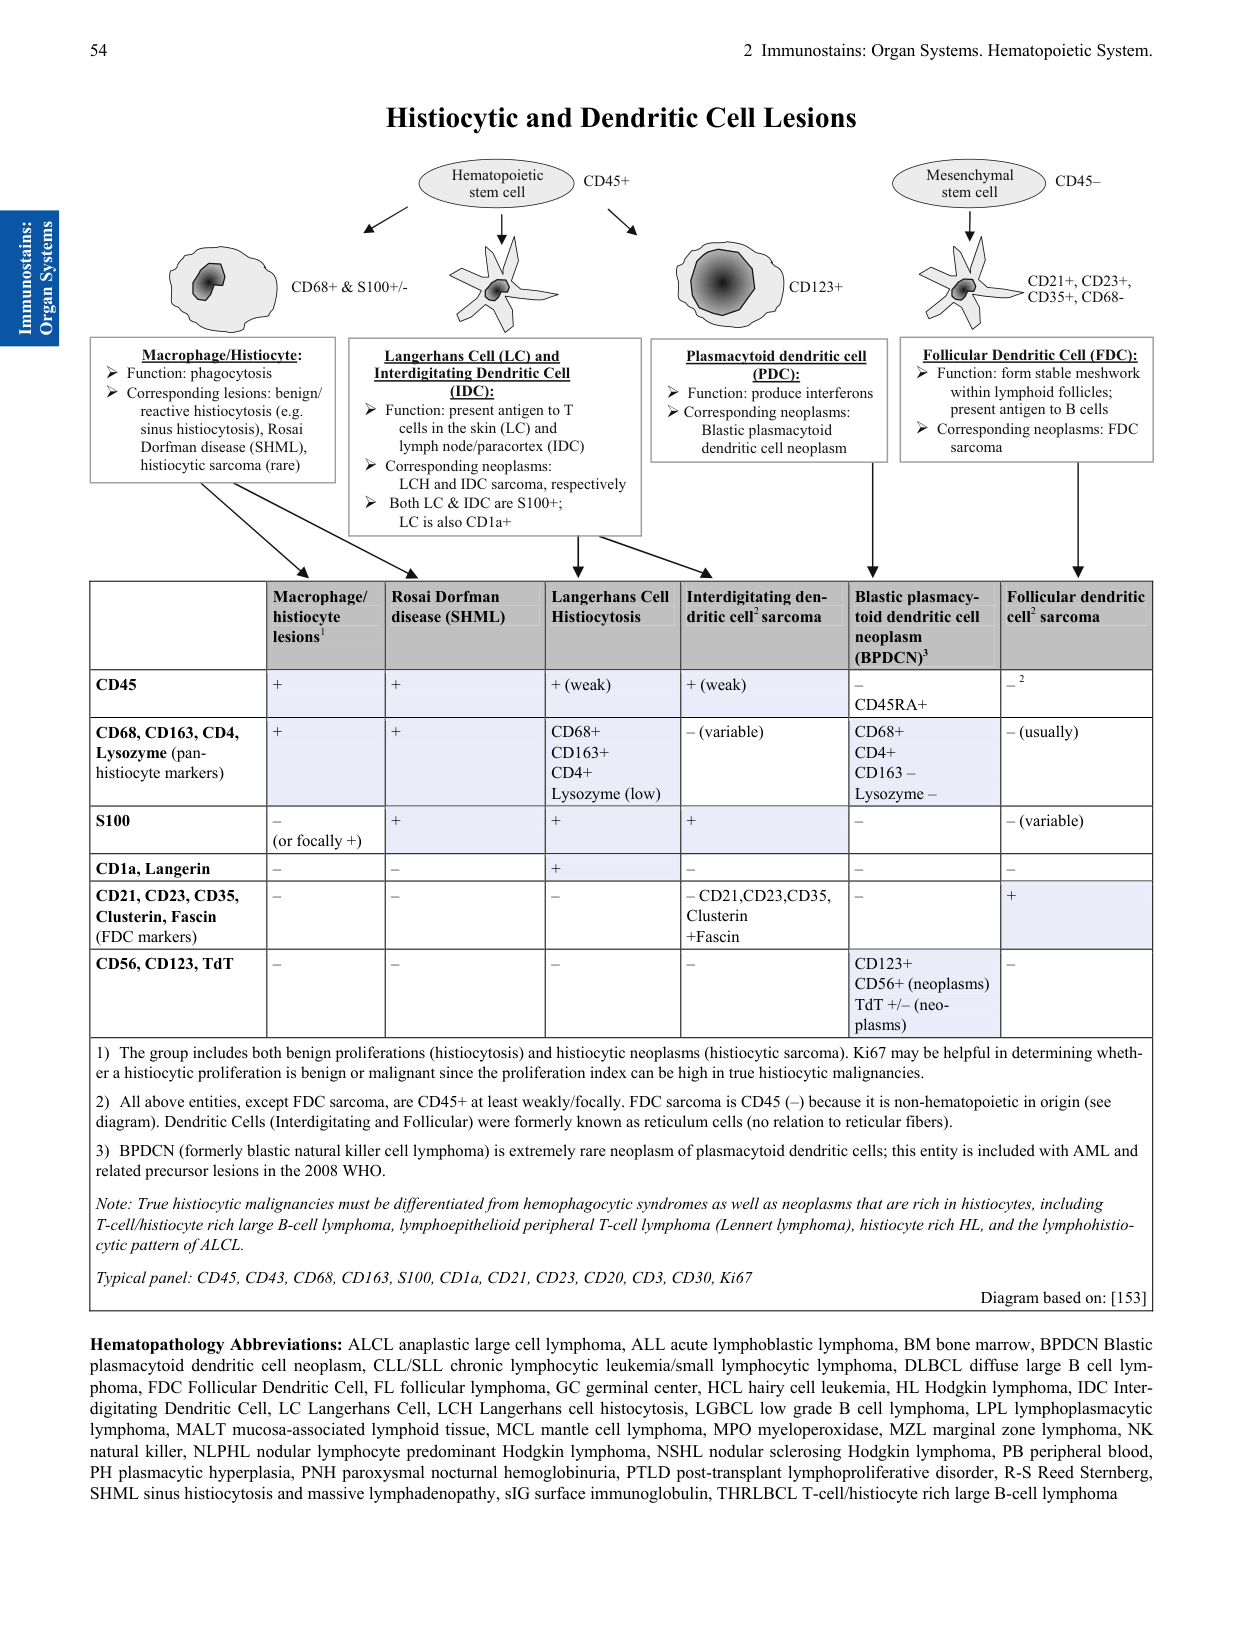 54
2 Immunostains: Organ Systems. Hematopoietic System.
Immunostains:
Organ Systems
Histiocytic and Dendritic Cell Lesions
Hematopoietic
stem cell
CD45+
Mesenchymal
stem cell
CD45–
CD68+ & S100+/-
CD123+
CD21+, CD23+,
CD35+, CD68-
Macrophage/Histiocyte:
➢ Function: phagocytosis
➢ Corresponding lesions: benign/
reactive histiocytosis (e.g.
sinus histiocytosis), Rosai
Dorfman disease (SHML),
histiocytic sarcoma (rare)
Langerhans Cell (LC) and
Interdigitating Dendritic Cell
(IDC):
➢ Function: present antigen to T
cells in the skin (LC) and
lymph node/paracortex (IDC)
➢ Corresponding neoplasms:
LCH and IDC sarcoma, respectively
➢ Both LC & IDC are S100+;
LC is also CD1a+
Plasmacytoid dendritic cell
(PDC):
➢ Function: produce interferons
➢ Corresponding neoplasms:
Blastic plasmacytoid
dendritic cell neoplasm
Follicular Dendritic Cell (FDC):
➢ Function: form stable meshwork
within lymphoid follicles;
present antigen to B cells
➢ Corresponding neoplasms: FDC
sarcoma
Macrophage/
histiocyte
lesions1
Rosai Dorfman
disease (SHML)
Langerhans Cell
Histiocytosis
Interdigitating den-
dritic cell2 sarcoma
Blastic plasmacy-
toid dendritic cell
neoplasm
(BPDCN)3
Follicular dendritic
cell2 sarcoma
CD45
+
+
+ (weak)
+ (weak)
–
CD45RA+
– 2
CD68, CD163, CD4,
Lysozyme (pan-
histiocyte markers)
+
+
CD68+
CD163+
CD4+
Lysozyme (low)
– (variable)
CD68+
CD4+
CD163 –
Lysozyme –
– (usually)
S100
–
(or focally +)
+
+
+
–
– (variable)
CD1a, Langerin
–
–
+
–
–
–
CD21, CD23, CD35,
Clusterin, Fascin
(FDC markers)
–
–
–
– CD21,CD23,CD35,
Clusterin
+Fascin
–
+
CD56, CD123, TdT
–
–
–
–
CD123+
CD56+ (neoplasms)
TdT +/– (neo-
plasms)
–
1) The group includes both benign proliferations (histiocytosis) and histiocytic neoplasms (histiocytic sarcoma). Ki67 may be helpful in determining wheth-
er a histiocytic proliferation is benign or malignant since the proliferation index can be high in true histiocytic malignancies.
2) All above entities, except FDC sarcoma, are CD45+ at least weakly/focally. FDC sarcoma is CD45 (–) because it is non-hematopoietic in origin (see
diagram). Dendritic Cells (Interdigitating and Follicular) were formerly known as reticulum cells (no relation to reticular fibers).
3) BPDCN (formerly blastic natural killer cell lymphoma) is extremely rare neoplasm of plasmacytoid dendritic cells; this entity is included with AML and
related precursor lesions in the 2008 WHO.
Note: True histiocytic malignancies must be differentiated from hemophagocytic syndromes as well as neoplasms that are rich in histiocytes, including
T-cell/histiocyte rich large B-cell lymphoma, lymphoepithelioid peripheral T-cell lymphoma (Lennert lymphoma), histiocyte rich HL, and the lymphohistio-
cytic pattern of ALCL.
Typical panel: CD45, CD43, CD68, CD163, S100, CD1a, CD21, CD23, CD20, CD3, CD30, Ki67
Diagram based on: [153]
Hematopathology Abbreviations: ALCL anaplastic large cell lymphoma, ALL acute lymphoblastic lymphoma, BM bone marrow, BPDCN Blastic
plasmacytoid dendritic cell neoplasm, CLL/SLL chronic lymphocytic leukemia/small lymphocytic lymphoma, DLBCL diffuse large B cell lym-
phoma, FDC Follicular Dendritic Cell, FL follicular lymphoma, GC germinal center, HCL hairy cell leukemia, HL Hodgkin lymphoma, IDC Inter-
digitating Dendritic Cell, LC Langerhans Cell, LCH Langerhans cell histocytosis, LGBCL low grade B cell lymphoma, LPL lymphoplasmacytic
lymphoma, MALT mucosa-associated lymphoid tissue, MCL mantle cell lymphoma, MPO myeloperoxidase, MZL marginal zone lymphoma, NK
natural killer, NLPHL nodular lymphocyte predominant Hodgkin lymphoma, NSHL nodular sclerosing Hodgkin lymphoma, PB peripheral blood,
PH plasmacytic hyperplasia, PNH paroxysmal nocturnal hemoglobinuria, PTLD post-transplant lymphoproliferative disorder, R-S Reed Sternberg,
SHML sinus histiocytosis and massive lymphadenopathy, sIG surface immunoglobulin, THRLBCL T-cell/histiocyte rich large B-cell lymphoma